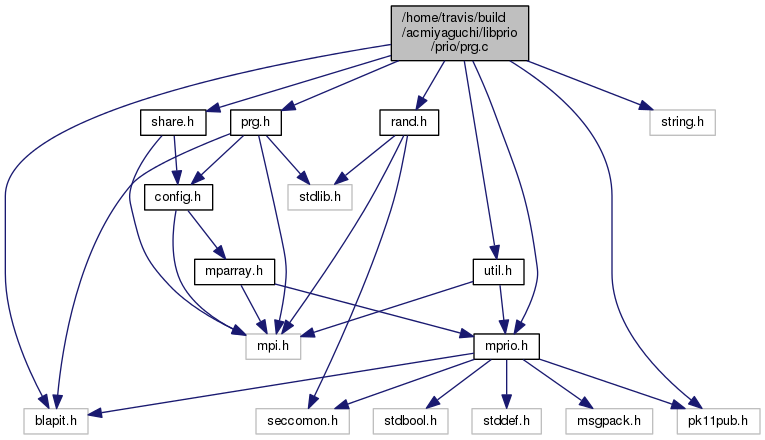 /home/travis/build
/acmiyaguchi/libprio
/prio/prg.c
share.h
prg.h
rand.h
string.h
config.h
stdlib.h
mparray.h
util.h
mpi.h
mprio.h
blapit.h
seccomon.h
stdbool.h
stddef.h
msgpack.h
pk11pub.h